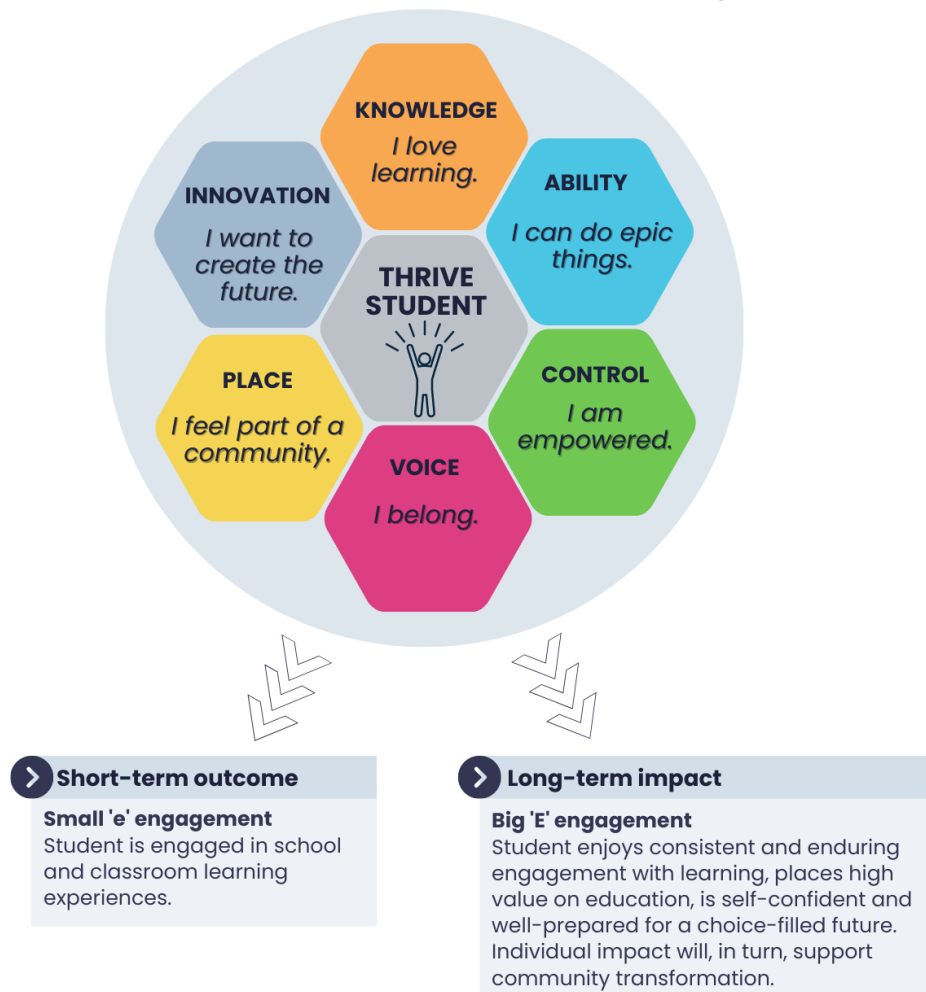 KNOWLEDGE
I love
learning.
ABILITY
I can do epic
things.
INNOVATION
I want to
create the
future.
THRIVE
STUDENT
CONTROL
I am
empowered.
PLACE
I feel part of a
community.
VOICE
I belong.
Short-term outcome
Small 'e' engagement
Student is engaged in school
and classroom learning
experiences.
Long-term impact
Big 'E' engagement
Student enjoys consistent and enduring
engagement with learning, places high
value on education, is self-confident and
well-prepared for a choice-filled future.
Individual impact will, in turn, support
community transformation.